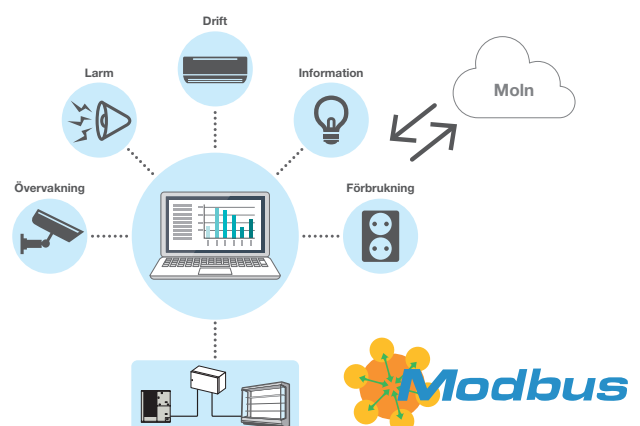 Drift
Larm
Information
Moln
Övervakning
Förbrukning
Modbus